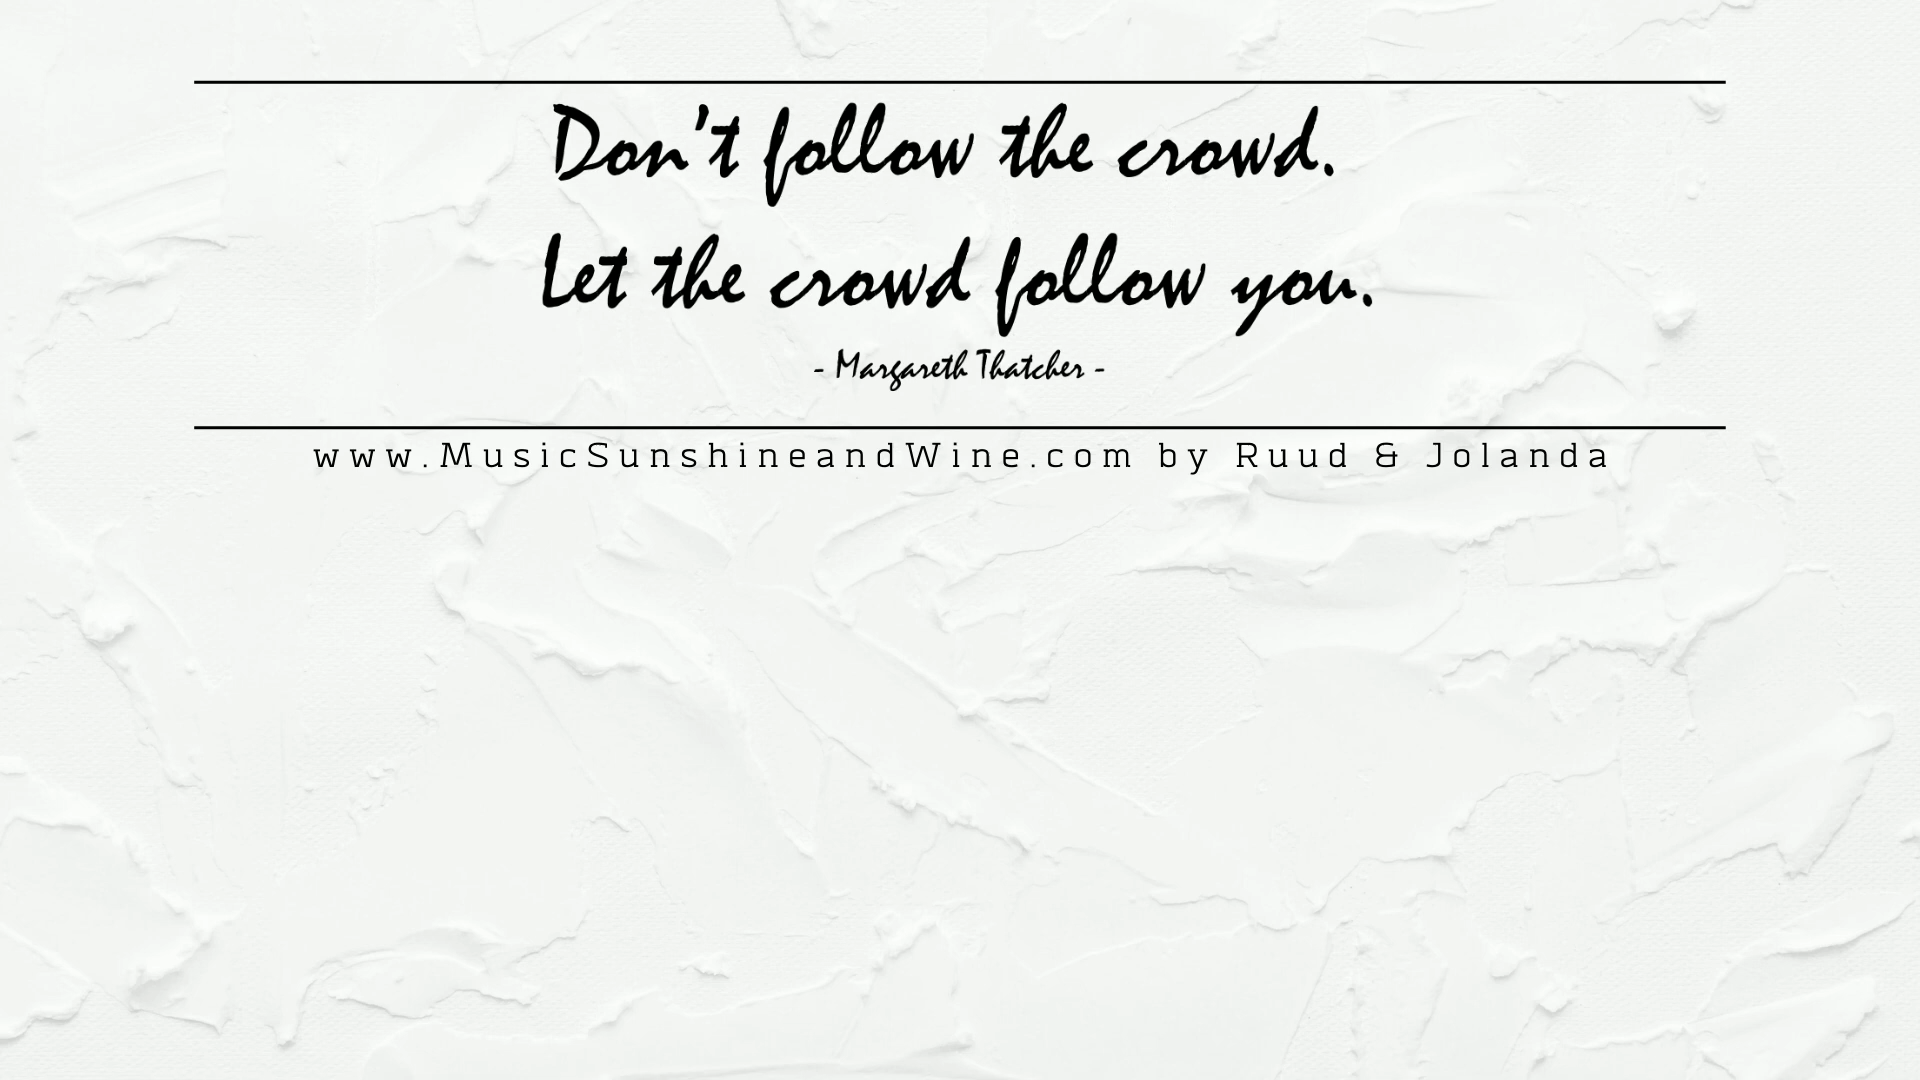 Don't follow the crowd.
Let the crowd follow you.
- Margareth Thatcher -
www.MusicSunshineandWine.com by Ruud & Jolanda